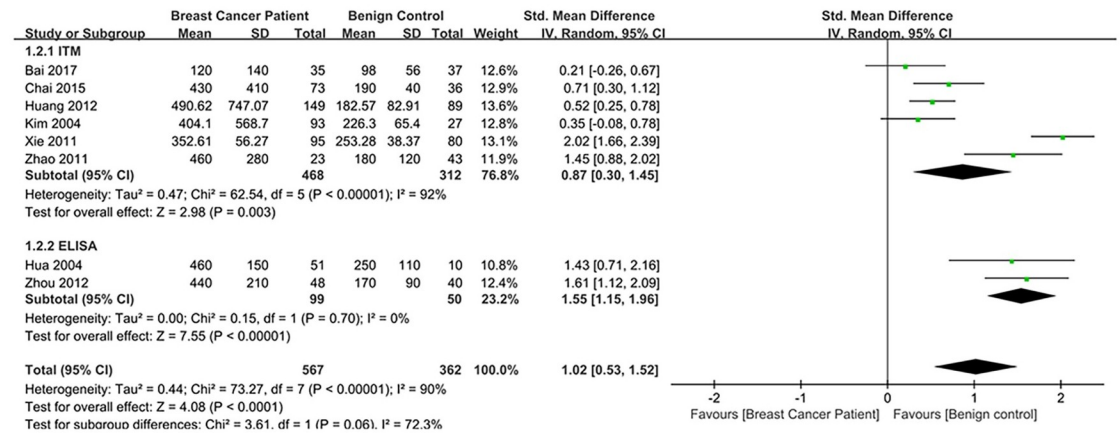 Breast Cancer Patient Benign Control Std. Mean Difference Std. Mean Difference
Study or Subgroup Mean SD Total Mean SD Total Weight IV, Random, 95% CI IV, Random, 95% CI
1.2.1 ITM
Bai 2017 120 140 35 98 56 37 12.6% 0.21 [-0.26, 0.67]
Chai 2015 430 410 73 190 40 36 12.9% 0.71 [0.30, 1.12]
Huang 2012 490.62 747.07 149 182.57 82.91 89 13.6% 0.52 [0.25, 0.78]
Kim 2004 404.1 568.7 93 226.3 65.4 27 12.8% 0.35 [-0.08, 0.78]
Xie 2011 352.61 56.27 95 253.28 38.37 80 13.1% 2.02 [1.66, 2.39]
Zhao 2011 460 280 23 180 120 43 11.9% 1.45 [0.88, 2.02]
Subtotal (95% CI) 468 312 76.8% 0.87 [0.30, 1.45]
Heterogeneity: Tau² = 0.47; Chi² = 62.54, df = 5 (P < 0.00001); I² = 92%
Test for overall effect: Z = 2.98 (P = 0.003)
1.2.2 ELISA
Hua 2004 460 150 51 250 110 10 10.8% 1.43 [0.71, 2.16]
Zhou 2012 440 210 48 170 90 40 12.4% 1.61 [1.12, 2.09]
Subtotal (95% CI) 99 50 23.2% 1.55 [1.15, 1.96]
Heterogeneity: Tau² = 0.00; Chi² = 0.15, df = 1 (P = 0.70); I² = 0%
Test for overall effect: Z = 7.55 (P < 0.00001)
Total (95% CI) 567 362 100.0% 1.02 [0.53, 1.52]
Heterogeneity: Tau² = 0.44; Chi² = 73.27, df = 7 (P < 0.00001); I² = 90%
Test for overall effect: Z = 4.08 (P < 0.0001)
Test for subgroup differences: Chi² = 3.61, df = 1 (P = 0.06), I² = 72.3%
-2 -1 0 1 2
Favours [Breast Cancer Patient] Favours [Benign control]